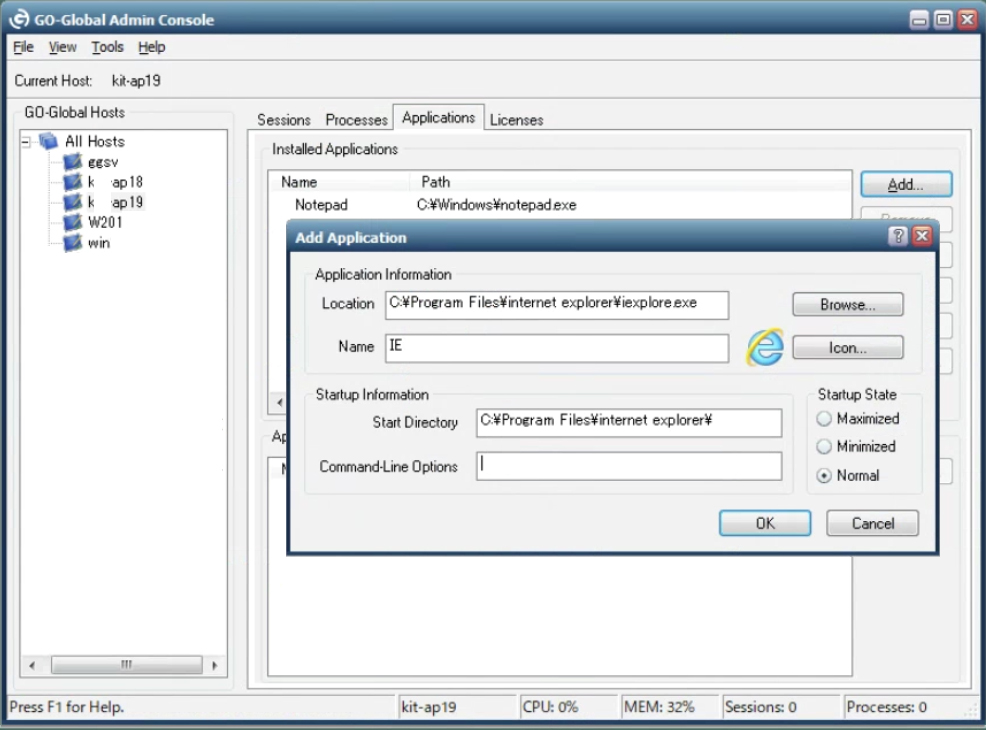 GO-Global Admin Console
File View Tools Help
Current Host: kit-ap19
GO-Global Hosts
All Hosts
ggsv
k ap18
k ap19
W201
win
Sessions Processes Applications Licenses
Installed Applications
Name Path
Notepad C:¥Windows¥notepad.exe
Add...
Add Application
Application Information
Location C:¥Program Files¥internet explorer¥iexplore.exe Browse...
Name IE Icon...
Startup Information
Start Directory C:¥Program Files¥internet explorer¥
Command-Line Options
Startup State
Maximized
Minimized
Normal
OK Cancel
Press F1 for Help. kit-ap19 CPU: 0% MEM: 32% Sessions: 0 Processes: 0